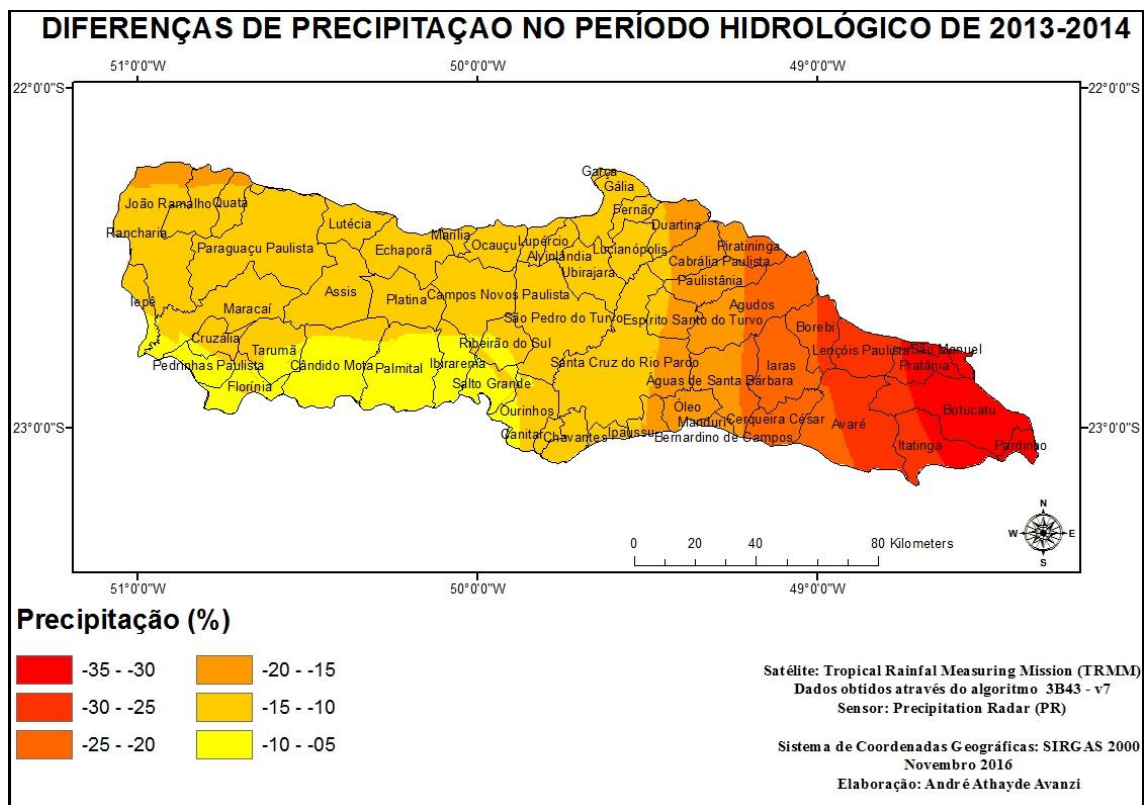 DIFERENÇAS DE PRECIPITAÇAO NO PERÍODO HIDROLÓGICO DE 2013-2014
51°0'0"W 50°0'0"W 49°0'0"W
22°0'0"S 22°0'0"S
Garça
Gália
João Ramalho Quatá Fernão
Lutécia Duartina
Rancharia Marília
Paraguaçu Paulista Echaporã Ocauçu Lupércio Lucianópolis Piratininga
Alvinlândia Cabrália Paulista
Ubirajara Paulistânia
Iepê Assis Platina Campos Novos Paulista
Maracaí Agudos
São Pedro do Turvo Espírito Santo do Turvo Borebi
Cruzália Ribeirão do Sul
Tarumã Lençóis Paulista São Manuel
Pedrinhas Paulista Cândido Mota Palmital Ibirarema Santa Cruz do Rio Pardo Iaras Pratânia
Florínia Salto Grande Águas de Santa Bárbara
Ourinhos Óleo Botucatu
Manduri Cerqueira César Avaré
Canitar Chavantes Ipaussu Bernardino de Campos Itatinga Pardinho
23°0'0"S 23°0'0"S
N
W E
S
0 20 40 80 Kilometers
51°0'0"W 50°0'0"W 49°0'0"W
Precipitação (%)
-35 - -30 -20 - -15
-30 - -25 -15 - -10
-25 - -20 -10 - -05
Satélite: Tropical Rainfal Measuring Mission (TRMM)
Dados obtidos através do algoritmo 3B43 - v7
Sensor: Precipitation Radar (PR)
Sistema de Coordenadas Geográficas: SIRGAS 2000
Novembro 2016
Elaboração: André Athayde Avanzi